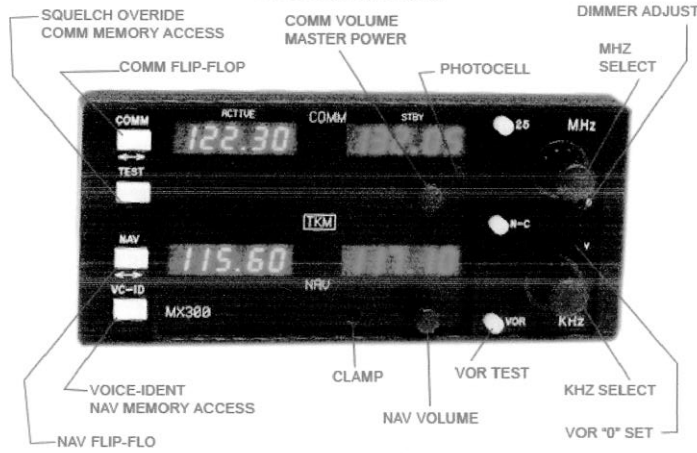 SQUELCH OVERIDE
COMM MEMORY ACCESS
COMM VOLUME
MASTER POWER
DIMMER ADJUST
MHZ
SELECT
COMM FLIP-FLOP
PHOTOCELL
COMM
ACTIVE
COMM
STBY
25
MHz
122.30
TEST
TKM
N-C
NAV
115.60
NAV
VC-ID
MX300
VOR
KHz
CLAMP
VOR TEST
VOICE-IDENT
NAV MEMORY ACCESS
NAV VOLUME
KHZ SELECT
VOR "0" SET
NAV FLIP-FLO